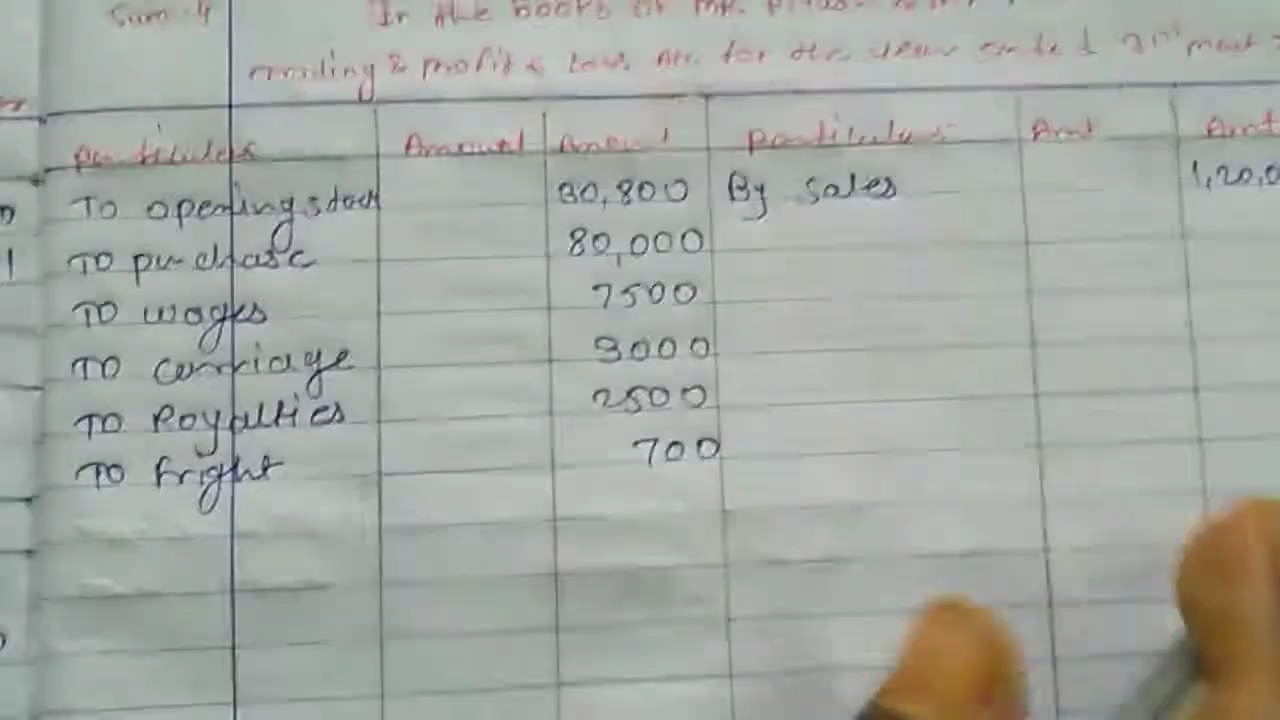 Sum-4 In the books of Mr.
Trading & profit & Loss A/c for the year ended 31st
Particulars Amount Amount Particulars Amt Amt
To opening stock 30,800 By sales 1,20,0
To purchase 80,000
To wages 7500
To carriage 3000
To Royalties 2500
To fright 700